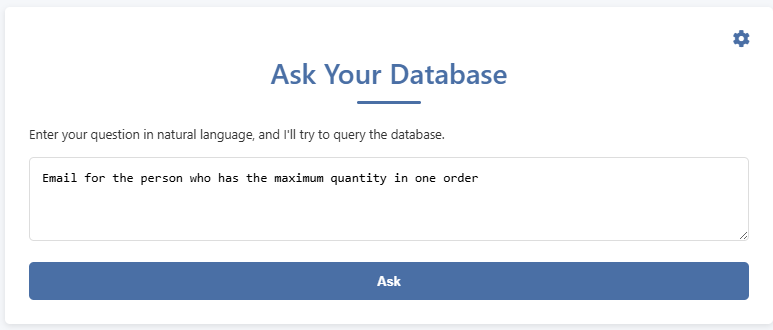 Ask Your Database
Enter your question in natural language, and I'll try to query the database.
Email for the person who has the maximum quantity in one order
Ask